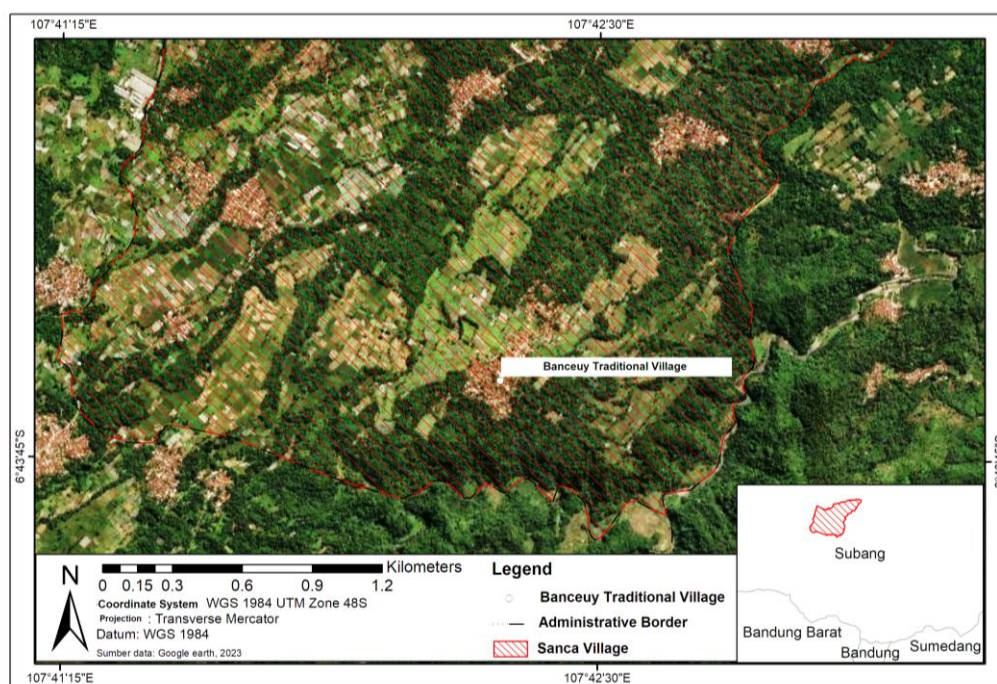 107°41'15"E
107°42'30"E
Banceuy Traditional Village
6°43'45"S
N
Kilometers
0 0.15 0.3 0.6 0.9 1.2
Coordinate System WGS 1984 UTM Zone 48S
Projection : Transverse Mercator
Datum: WGS 1984
Sumber data: Google earth, 2023
Legend
Banceuy Traditional Village
Administrative Border
Sanca Village
Subang
Bandung Barat
Bandung
Sumedang
107°41'15"E
107°42'30"E